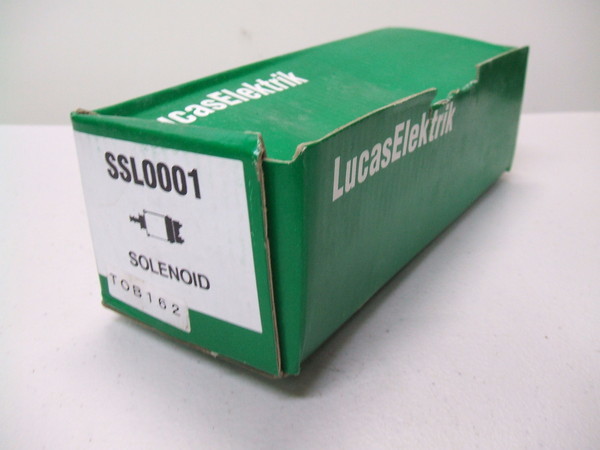 LucasElektrik
LucasElektrik
SSL0001
SOLENOID
TOB162